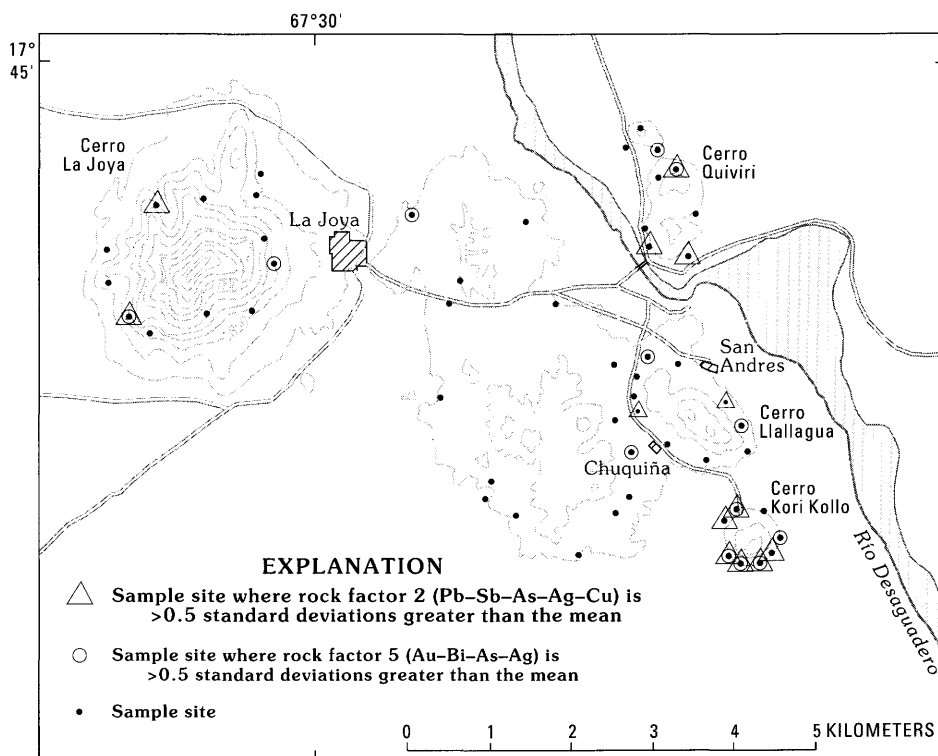 67°30'
17°
45'
Cerro
La Joya
La Joya
Cerro
Quiviri
San
Andres
Cerro
Llallagua
Chuquiña
Cerro
Kori Kollo
Río Desaguadero
EXPLANATION
Sample site where rock factor 2 (Pb–Sb–As–Ag–Cu) is
>0.5 standard deviations greater than the mean
Sample site where rock factor 5 (Au–Bi–As–Ag) is
>0.5 standard deviations greater than the mean
Sample site
0 1 2 3 4 5 KILOMETERS